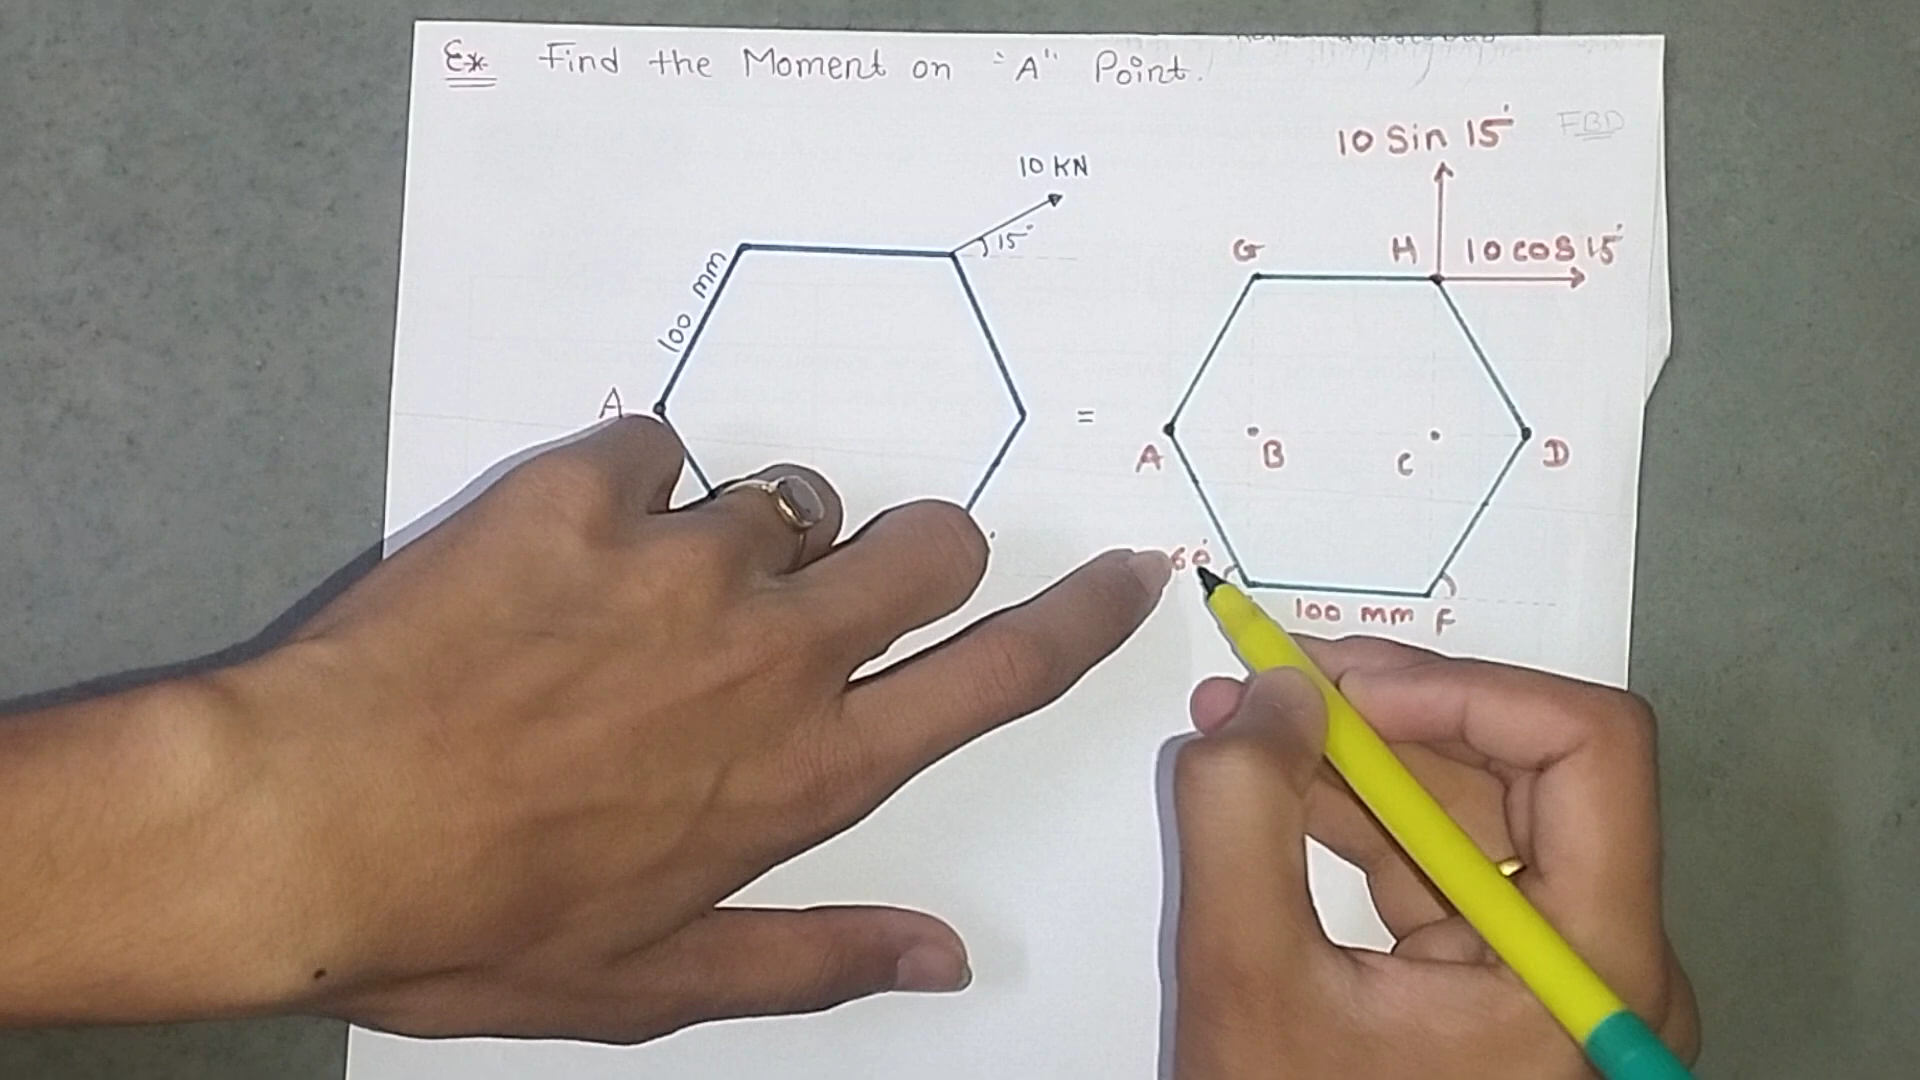 Ex Find the Moment on "A" Point.
FBD
10 Sin 15°
10 KN
15°
G H 10 cos 15°
100 mm
A
=
A B C D
60°
100 mm F